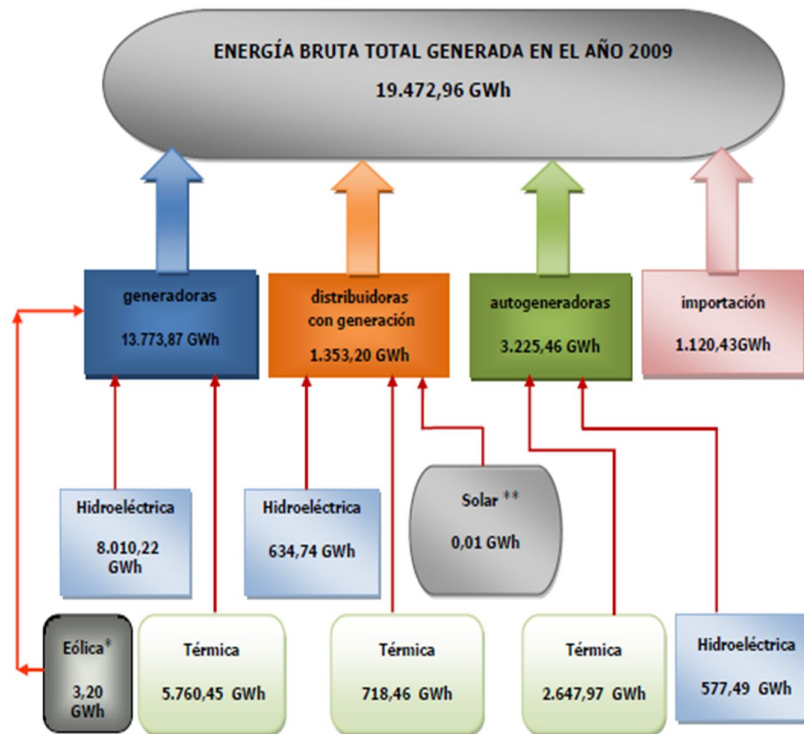 ENERGÍA BRUTA TOTAL GENERADA EN EL AÑO 2009
19.472,96 GWh
generadoras
13.773,87 GWh
distribuidoras
con generación
1.353,20 GWh
autogeneradoras
3.225,46 GWh
importación
1.120,43GWh
Hidroeléctrica
8.010,22
GWh
Hidroeléctrica
634,74 GWh
Solar **
0,01 GWh
Eólica*
3,20
GWh
Térmica
5.760,45 GWh
Térmica
718,46 GWh
Térmica
2.647,97 GWh
Hidroeléctrica
577,49 GWh